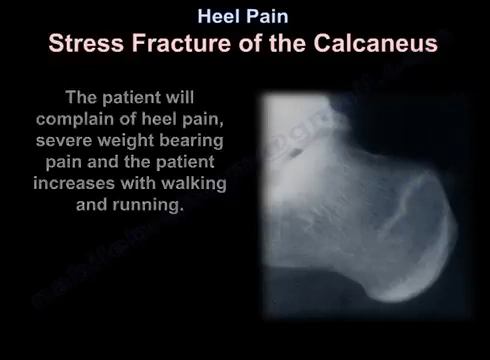 Heel Pain
Stress Fracture of the Calcaneus
The patient will
complain of heel pain,
severe weight bearing
pain and the patient
increases with walking
and running.